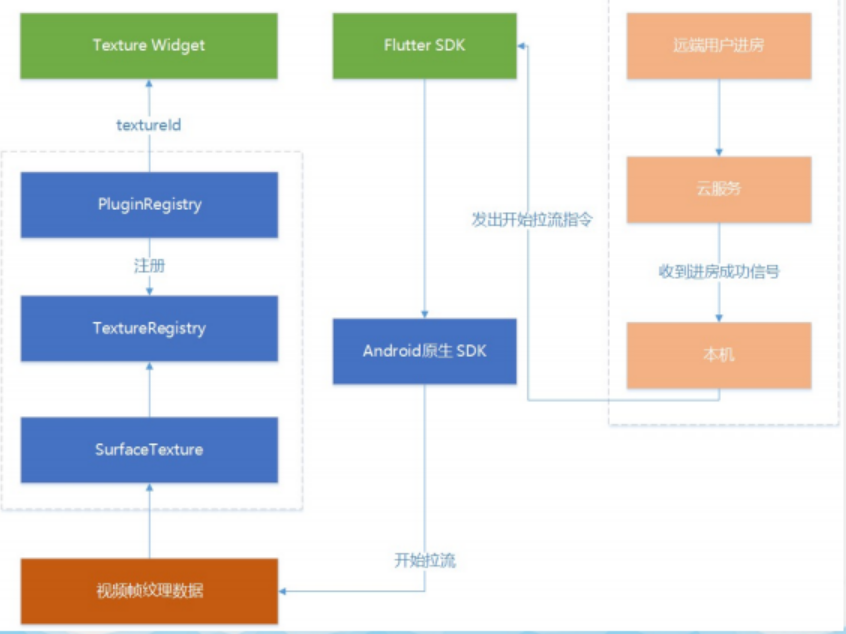 Texture Widget
Flutter SDK
远端用户进房
textureId
PluginRegistry
云服务
发出开始拉流指令
注册
收到进房成功信号
TextureRegistry
Android原生 SDK
本机
SurfaceTexture
开始拉流
视频帧纹理数据